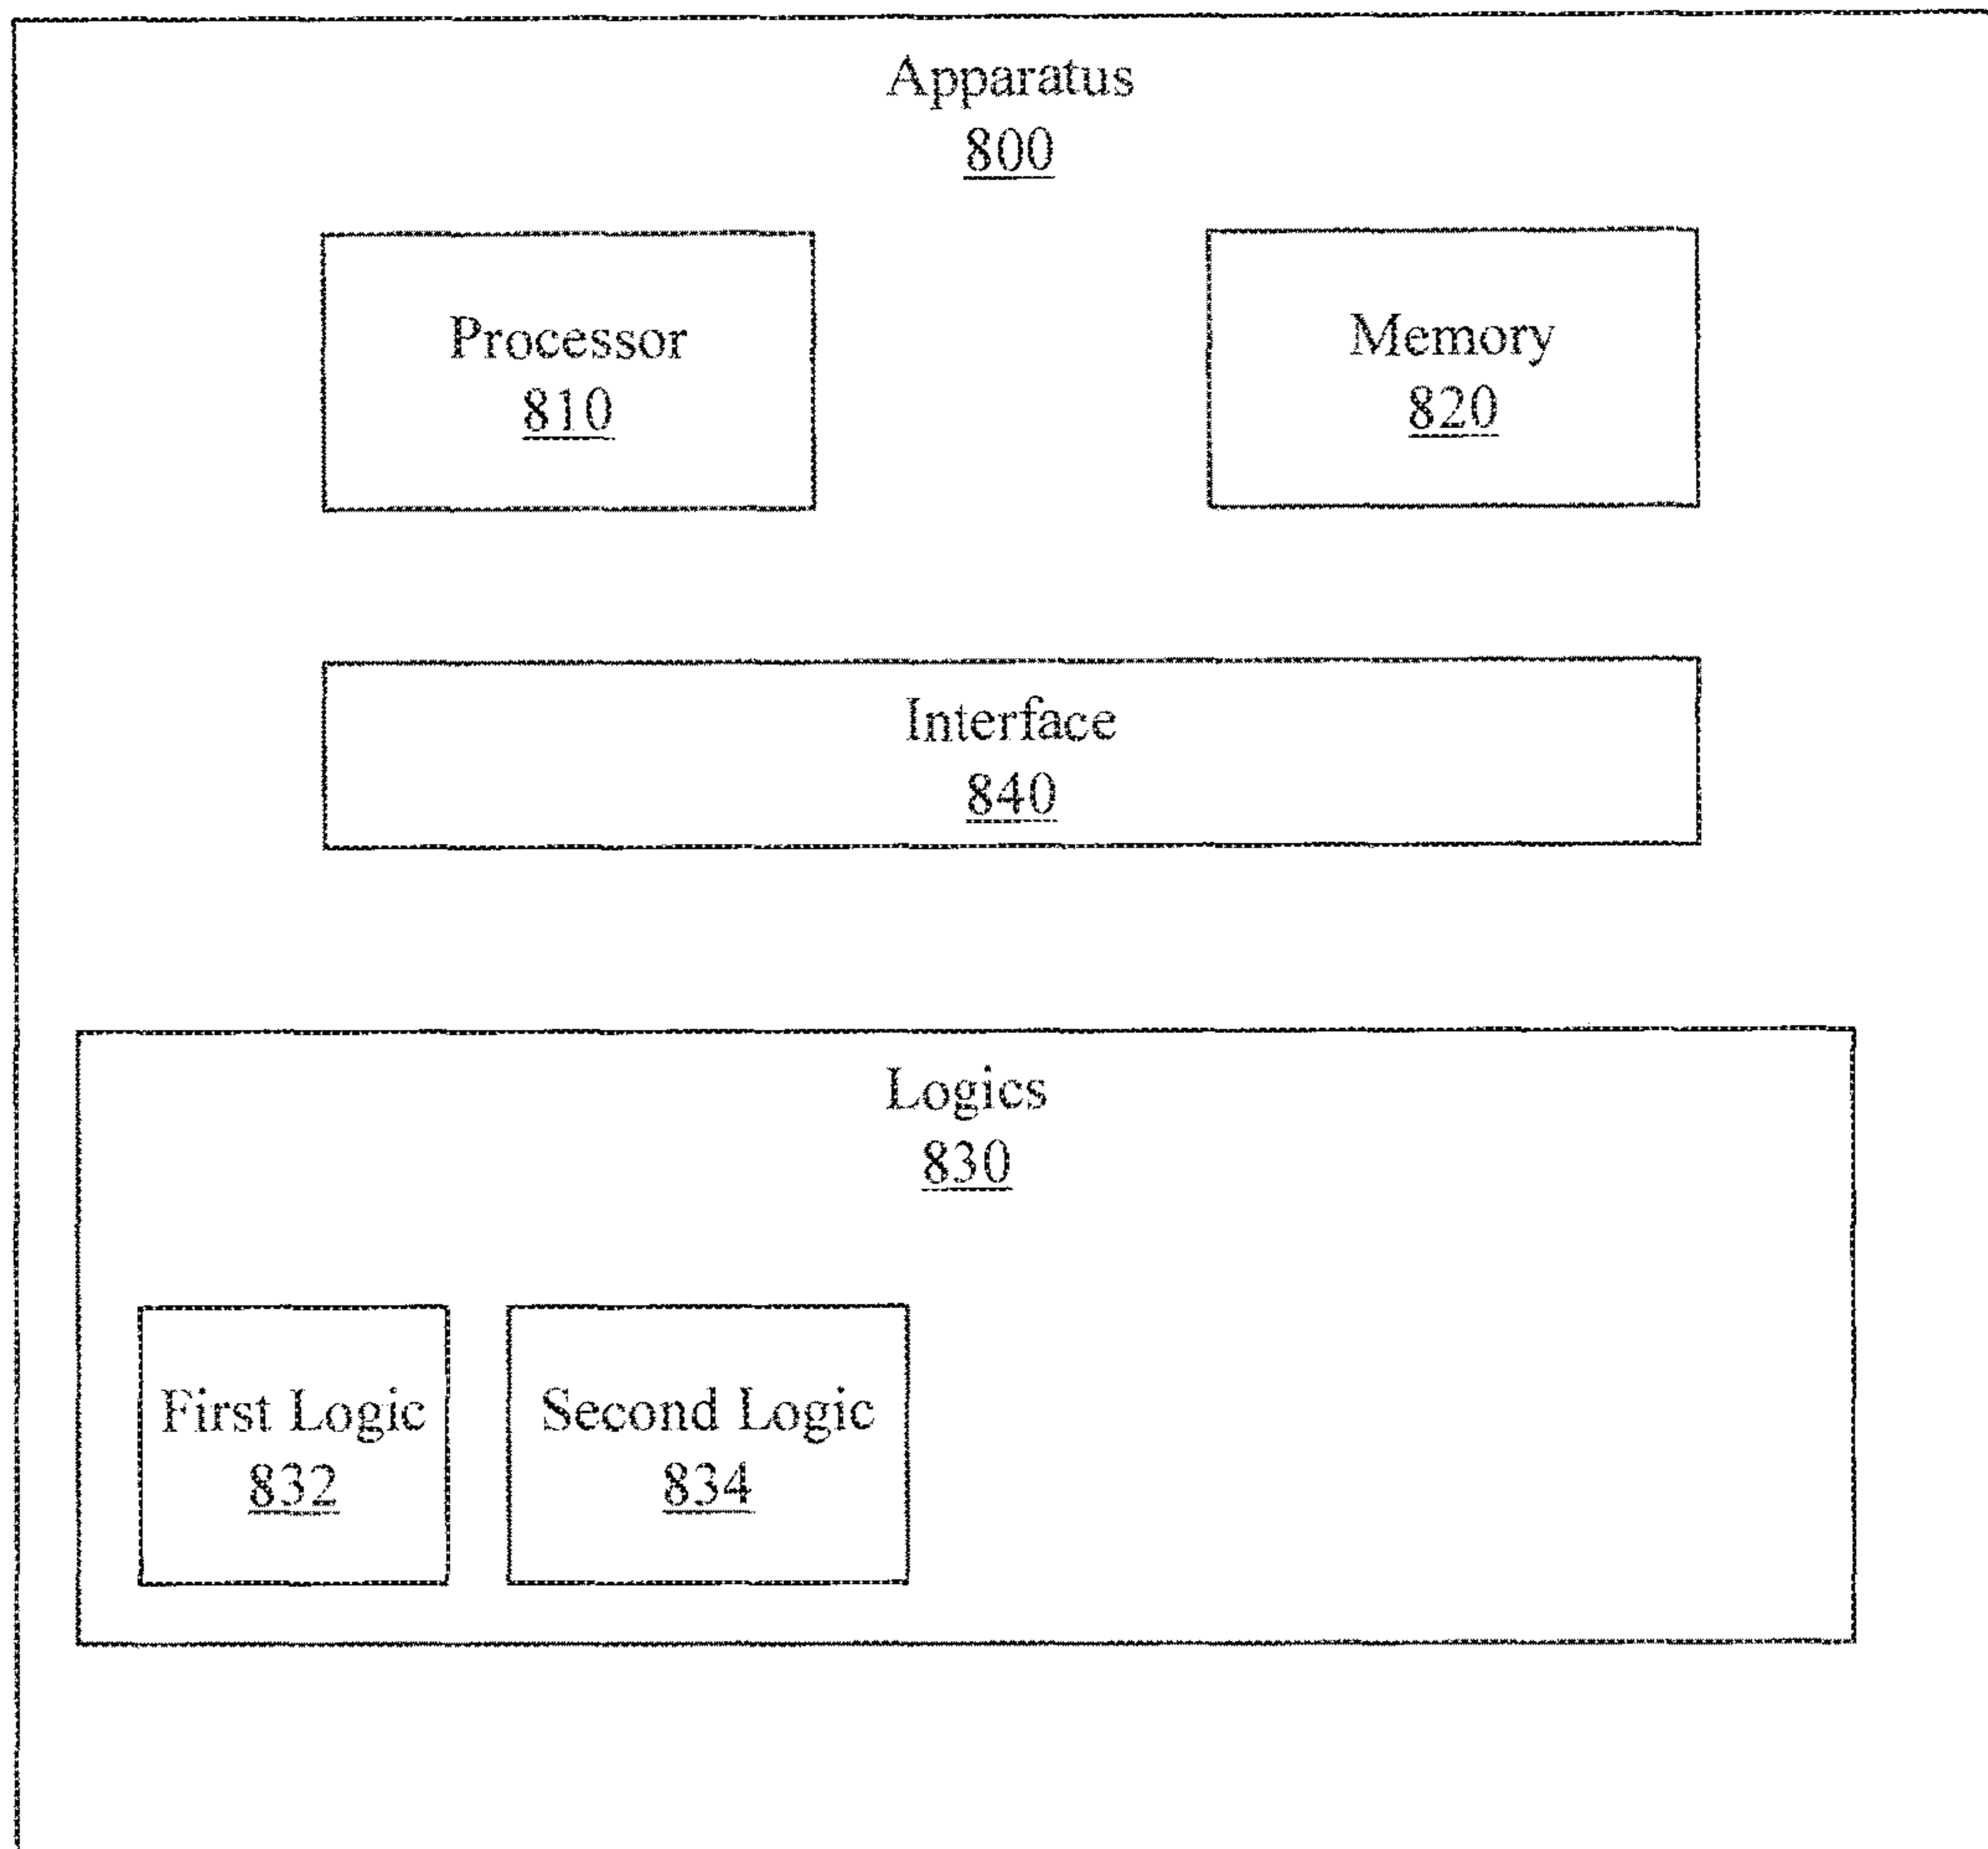 Apparatus
800
Processor
810
Memory
820
Interface
840
Logics
830
First Logic
832
Second Logic
834